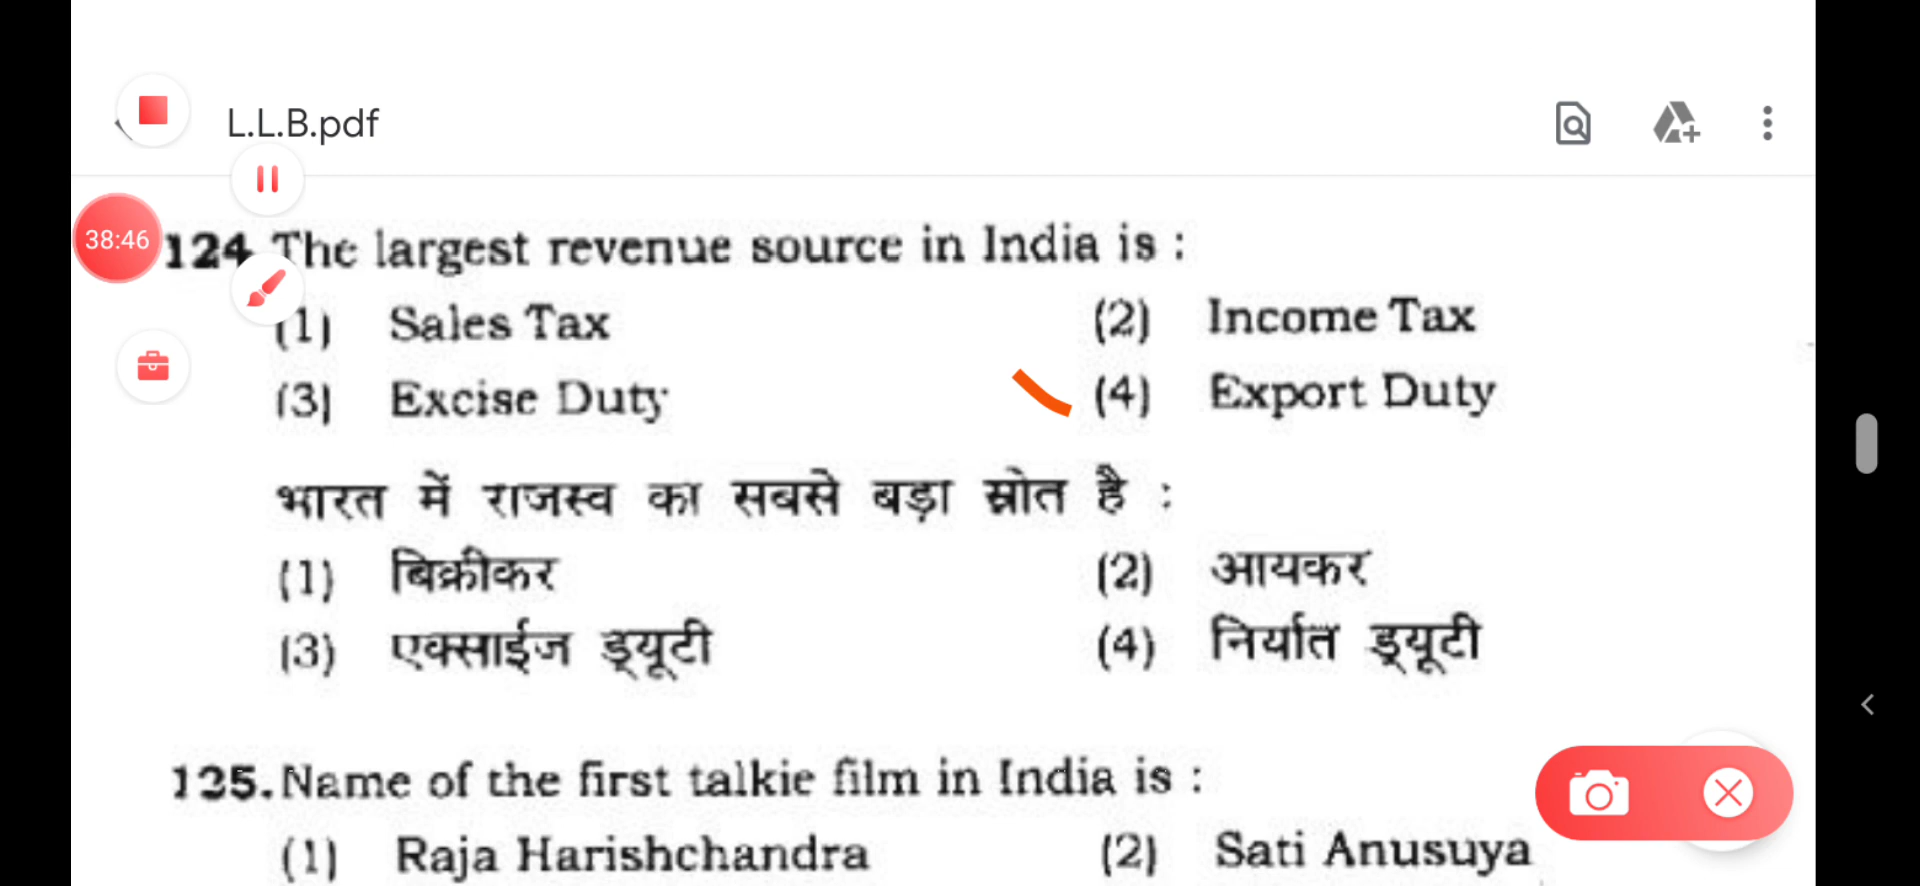 L.L.B.pdf
38:46
124. The largest revenue source in India is :
(1) Sales Tax (2) Income Tax
(3) Excise Duty (4) Export Duty
भारत में राजस्व का सबसे बड़ा स्रोत है :
(1) बिक्रीकर (2) आयकर
(3) एक्साईज ड्यूटी (4) निर्यात ड्यूटी
125. Name of the first talkie film in India is :
(1) Raja Harishchandra (2) Sati Anusuya